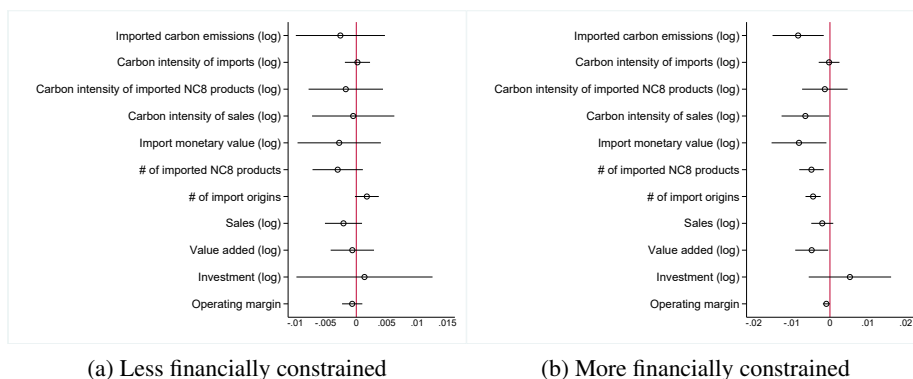 Imported carbon emissions (log)
Carbon intensity of imports (log)
Carbon intensity of imported NC8 products (log)
Carbon intensity of sales (log)
Import monetary value (log)
# of imported NC8 products
# of import origins
Sales (log)
Value added (log)
Investment (log)
Operating margin
-.01 -.005 0 .005 .01 .015
(a) Less financially constrained
Imported carbon emissions (log)
Carbon intensity of imports (log)
Carbon intensity of imported NC8 products (log)
Carbon intensity of sales (log)
Import monetary value (log)
# of imported NC8 products
# of import origins
Sales (log)
Value added (log)
Investment (log)
Operating margin
-.02 -.01 0 .01 .02
(b) More financially constrained